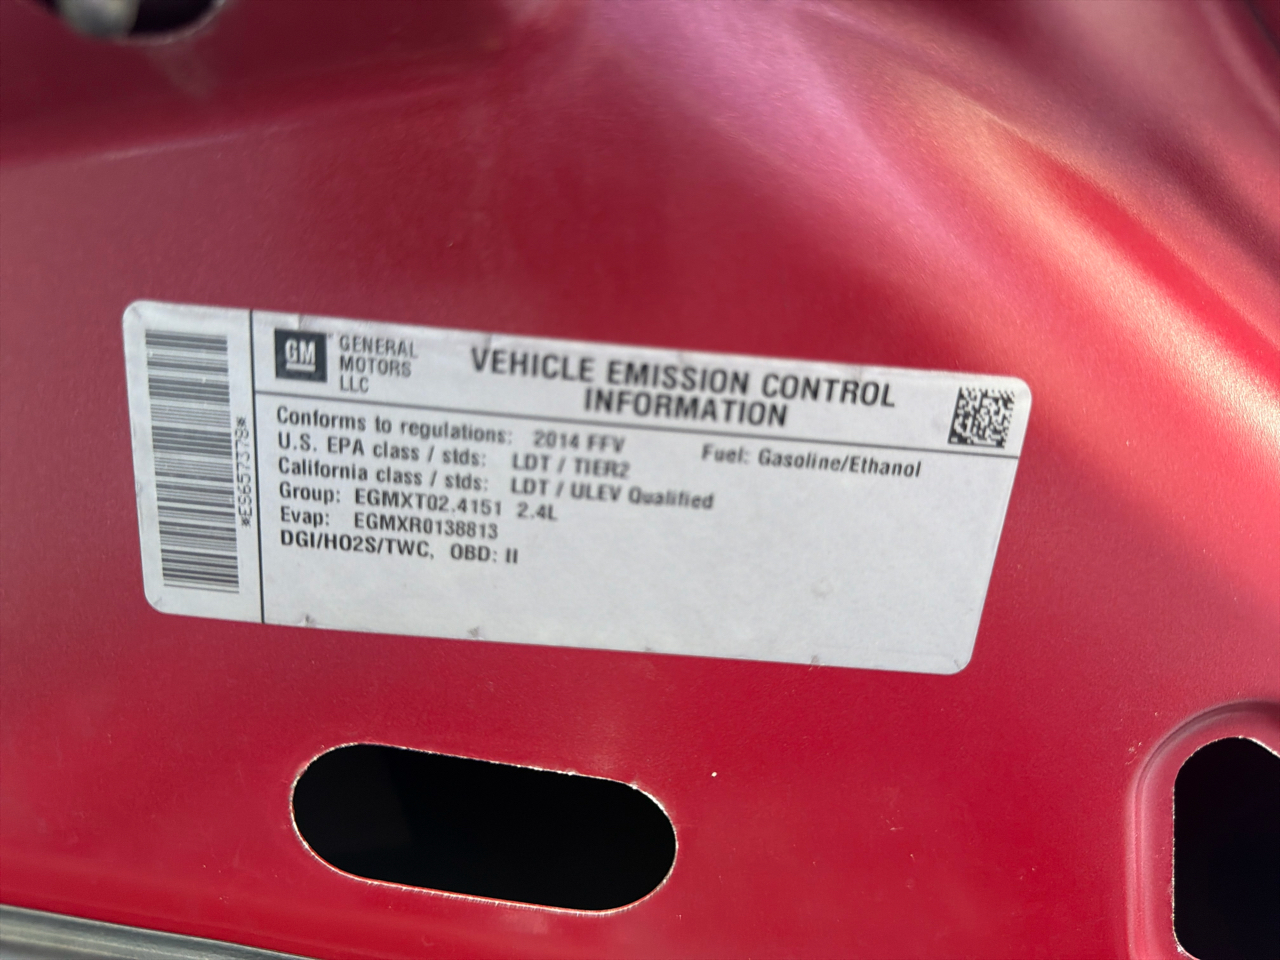 *ES657378*
GM GENERAL
MOTORS
LLC
VEHICLE EMISSION CONTROL
INFORMATION
Conforms to regulations: 2014 FFV Fuel: Gasoline/Ethanol
U.S. EPA class / stds: LDT / TIER2
California class / stds: LDT / ULEV Qualified
Group: EGMXT02.4151 2.4L
Evap: EGMXR0138813
DGI/HO2S/TWC, OBD: II